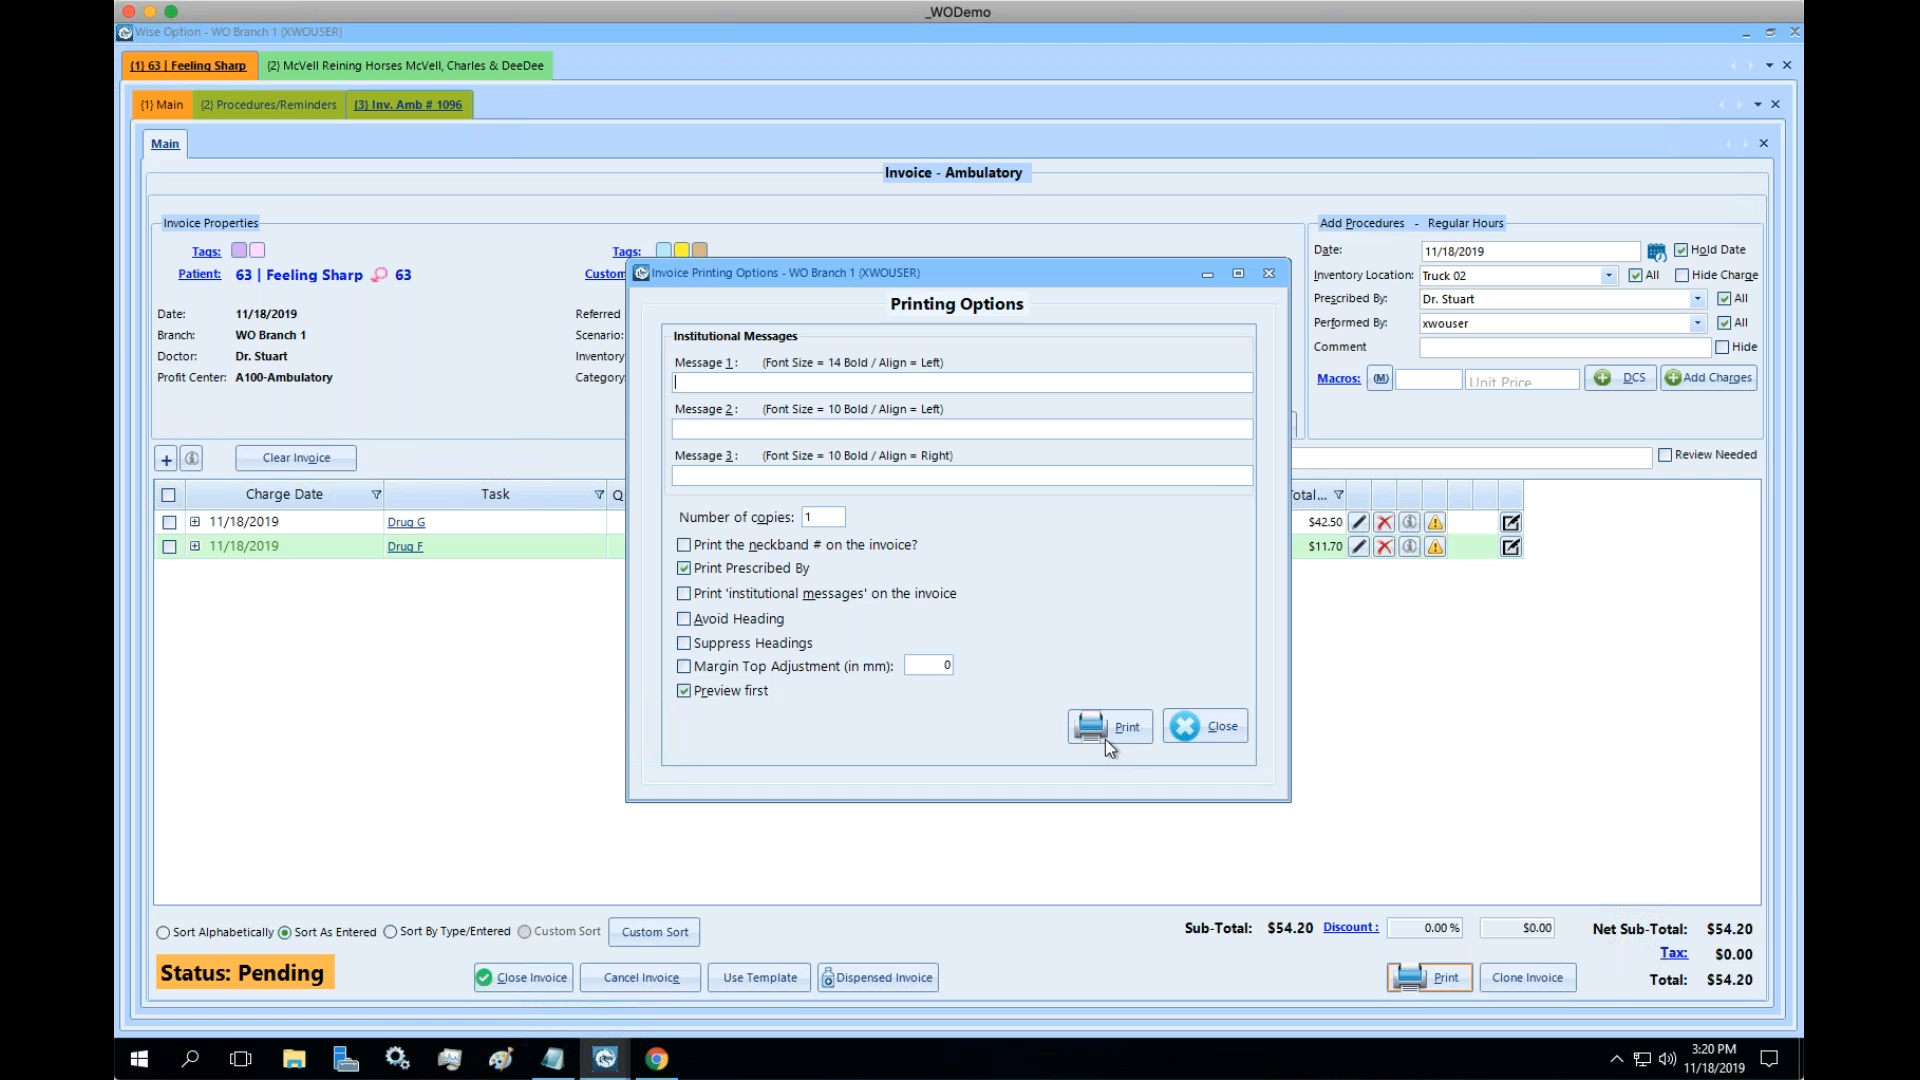 _WODemo
Wise Option - WO Branch 1 (XWOUSER)
(1) 63 | Feeling Sharp
(2) McVell Reining Horses McVell, Charles & DeeDee
(1) Main
(2) Procedures/Reminders
(3) Inv. Amb # 1096
Main
Invoice - Ambulatory
Invoice Properties
Tags:
Tags:
Patient:
63 | Feeling Sharp
63
Custom
Date:
11/18/2019
Referred
Branch:
WO Branch 1
Scenario:
Doctor:
Dr. Stuart
Inventory
Profit Center:
A100-Ambulatory
Category
Add Procedures - Regular Hours
Date:
11/18/2019
Hold Date
Inventory Location:
Truck 02
All
Hide Charge
Prescribed By:
Dr. Stuart
All
Performed By:
xwouser
All
Comment
Hide
Macros:
(M)
Unit Price
DCS
Add Charges
Clear Invoice
Review Needed
Charge Date
Task
Q
otal...
11/18/2019
Drug G
$42.50
11/18/2019
Drug F
$11.70
Invoice Printing Options - WO Branch 1 (XWOUSER)
Printing Options
Institutional Messages
Message 1: (Font Size = 14 Bold / Align = Left)
Message 2: (Font Size = 10 Bold / Align = Left)
Message 3: (Font Size = 10 Bold / Align = Right)
Number of copies: 1
Print the neckband # on the invoice?
Print Prescribed By
Print 'institutional messages' on the invoice
Avoid Heading
Suppress Headings
Margin Top Adjustment (in mm): 0
Preview first
Print
Close
Sort Alphabetically
Sort As Entered
Sort By Type/Entered
Custom Sort
Custom Sort
Sub-Total: $54.20
Discount:
0.00 %
$0.00
Net Sub-Total: $54.20
Tax: $0.00
Total: $54.20
Status: Pending
Close Invoice
Cancel Invoice
Use Template
Dispensed Invoice
Print
Clone Invoice
3:20 PM
11/18/2019